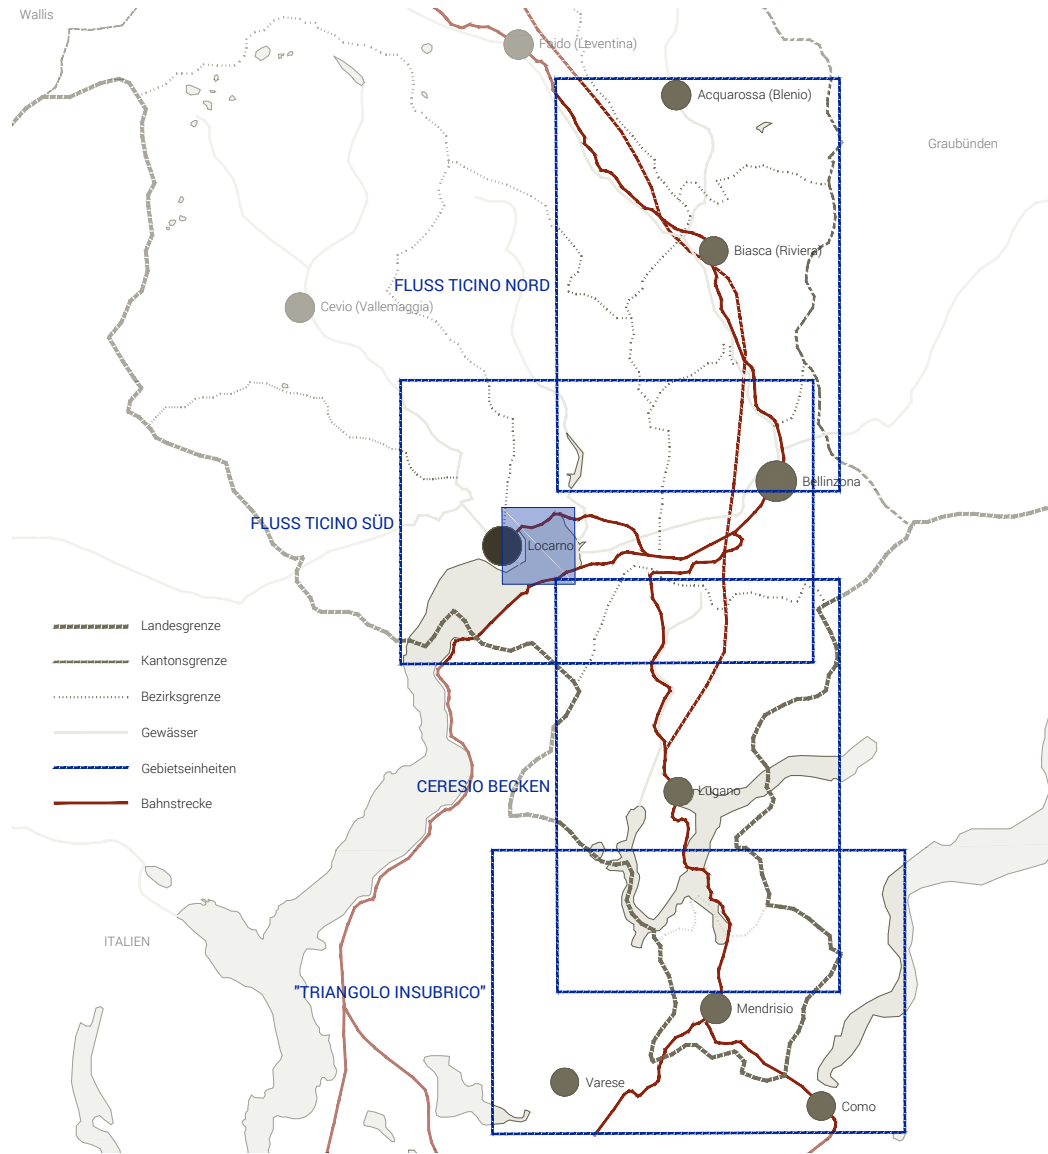 Wallis
Faido (Leventina)
Acquarossa (Blenio)
Graubünden
Biasca (Riviera)
FLUSS TICINO NORD
Cevio (Vallemaggia)
Bellinzona
FLUSS TICINO SÜD
Locarno
Landesgrenze
Kantonsgrenze
Bezirksgrenze
Gewässer
Gebietseinheiten
Bahnstrecke
CERESIO BECKEN
Lugano
ITALIEN
"TRIANGOLO INSUBRICO"
Mendrisio
Varese
Como